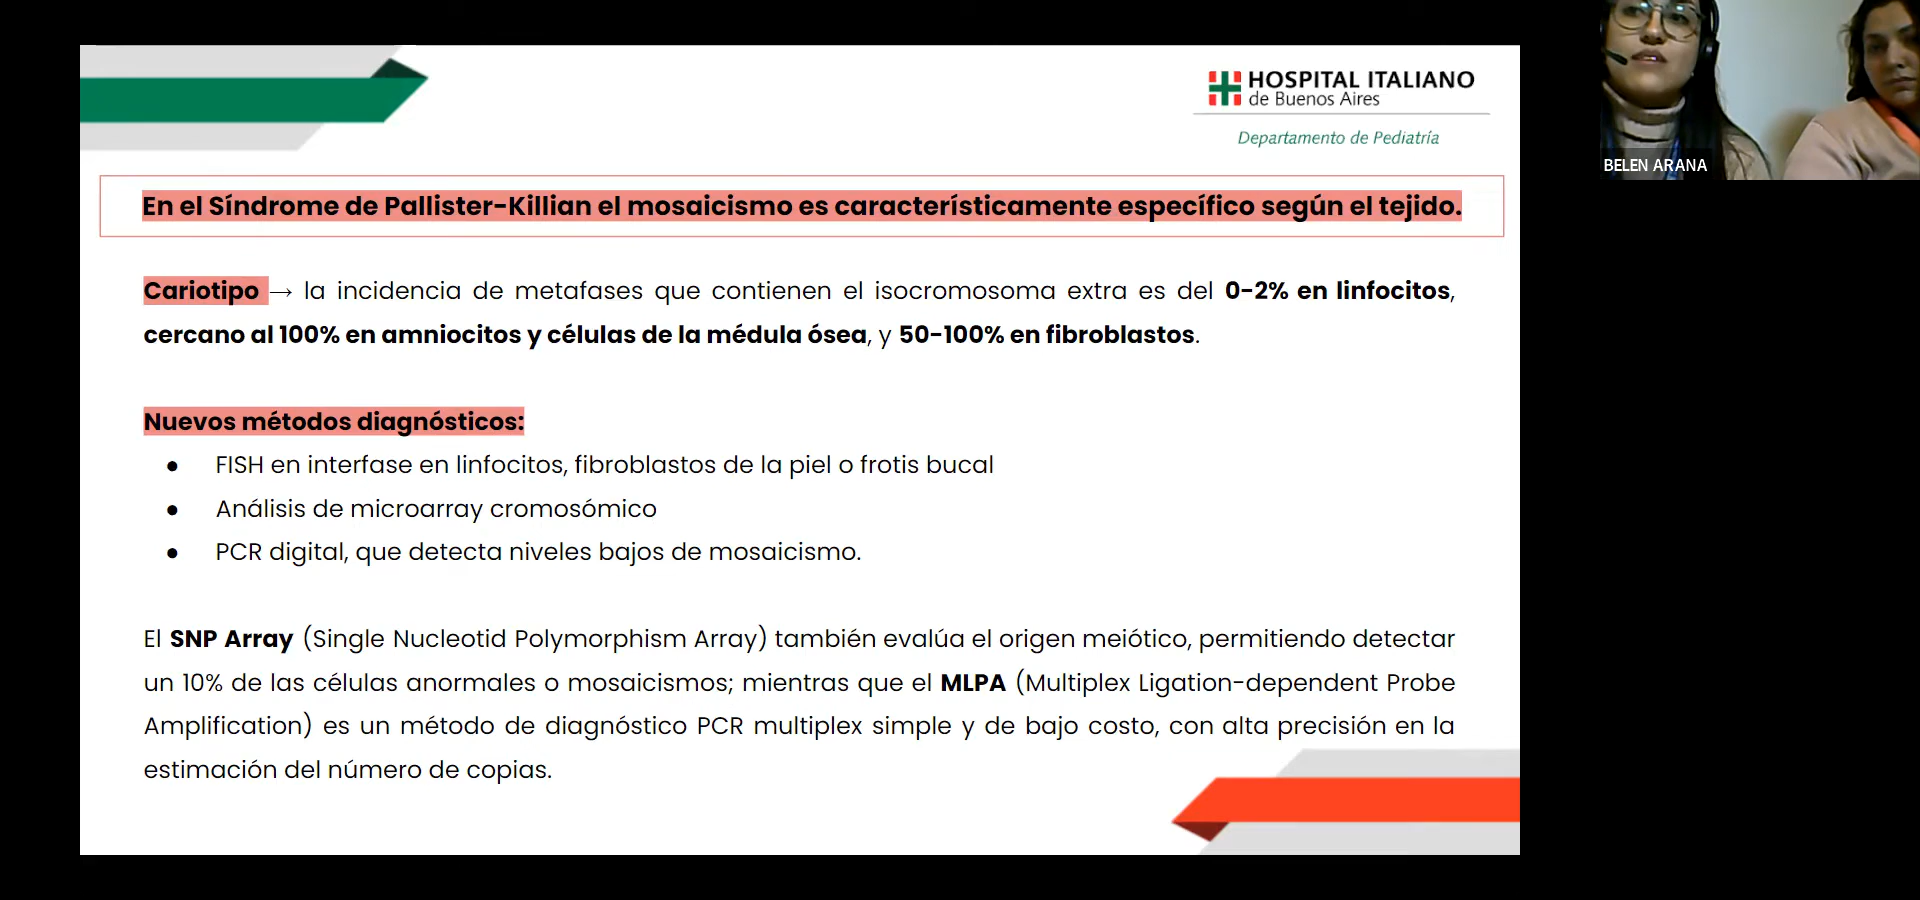 HOSPITAL ITALIANO
de Buenos Aires
Departamento de Pediatría
BELEN ARANA
En el Síndrome de Pallister-Killian el mosaicismo es característicamente específico según el tejido.
Cariotipo → la incidencia de metafases que contienen el isocromosoma extra es del 0-2% en linfocitos,
cercano al 100% en amniocitos y células de la médula ósea, y 50-100% en fibroblastos.
Nuevos métodos diagnósticos:
● FISH en interfase en linfocitos, fibroblastos de la piel o frotis bucal
● Análisis de microarray cromosómico
● PCR digital, que detecta niveles bajos de mosaicismo.
El SNP Array (Single Nucleotid Polymorphism Array) también evalúa el origen meiótico, permitiendo detectar
un 10% de las células anormales o mosaicismos; mientras que el MLPA (Multiplex Ligation-dependent Probe
Amplification) es un método de diagnóstico PCR multiplex simple y de bajo costo, con alta precisión en la
estimación del número de copias.